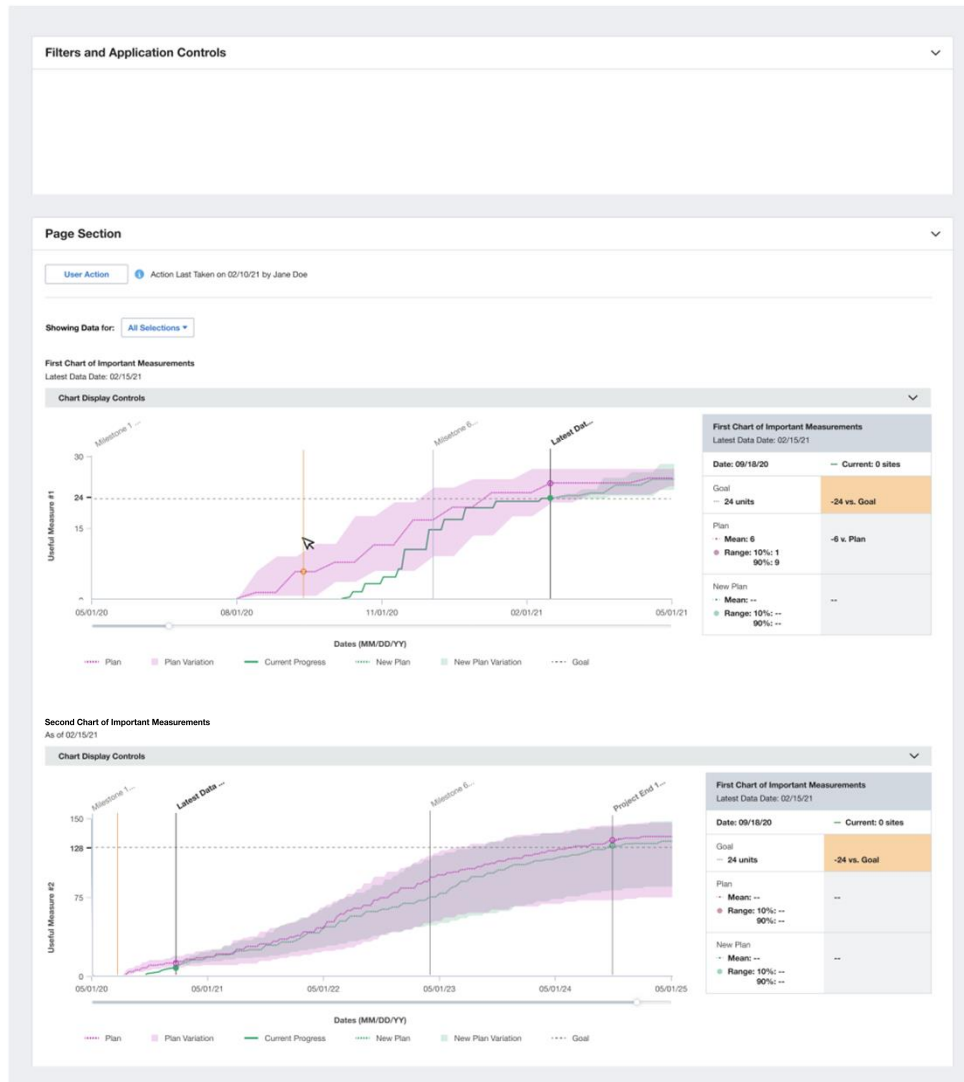 Filters and Application Controls
Page Section
User Action
Action Last Taken on 02/10/21 by Jane Doe
Showing Data for:
All Selections
First Chart of Important Measurements
Latest Data Date: 02/15/21
Chart Display Controls
Milestone 1 ...
Milsetone 6...
Latest Dat...
30
24
15
0
Useful Measure #1
05/01/20
08/01/20
11/01/20
02/01/21
05/01/21
Dates (MM/DD/YY)
Plan
Plan Variation
Current Progress
New Plan
New Plan Variation
Goal
First Chart of Important Measurements
Latest Data Date: 02/15/21
Date: 09/18/20
Current: 0 sites
Goal
24 units
-24 vs. Goal
Plan
Mean: 6
-6 v. Plan
Range: 10%: 1
90%: 9
New Plan
Mean: --
--
Range: 10%: --
90%: --
Second Chart of Important Measurements
As of 02/15/21
Chart Display Controls
Milestone 1...
Latest Data ...
Milestone 6...
Project End 1...
150
128
75
0
Useful Measure #2
05/01/20
05/01/21
05/01/22
05/01/23
05/01/24
05/01/25
Dates (MM/DD/YY)
Plan
Plan Variation
Current Progress
New Plan
New Plan Variation
Goal
First Chart of Important Measurements
Latest Data Date: 02/15/21
Date: 09/18/20
Current: 0 sites
Goal
24 units
-24 vs. Goal
Plan
Mean: --
--
Range: 10%: --
90%: --
New Plan
Mean: --
--
Range: 10%: --
90%: --